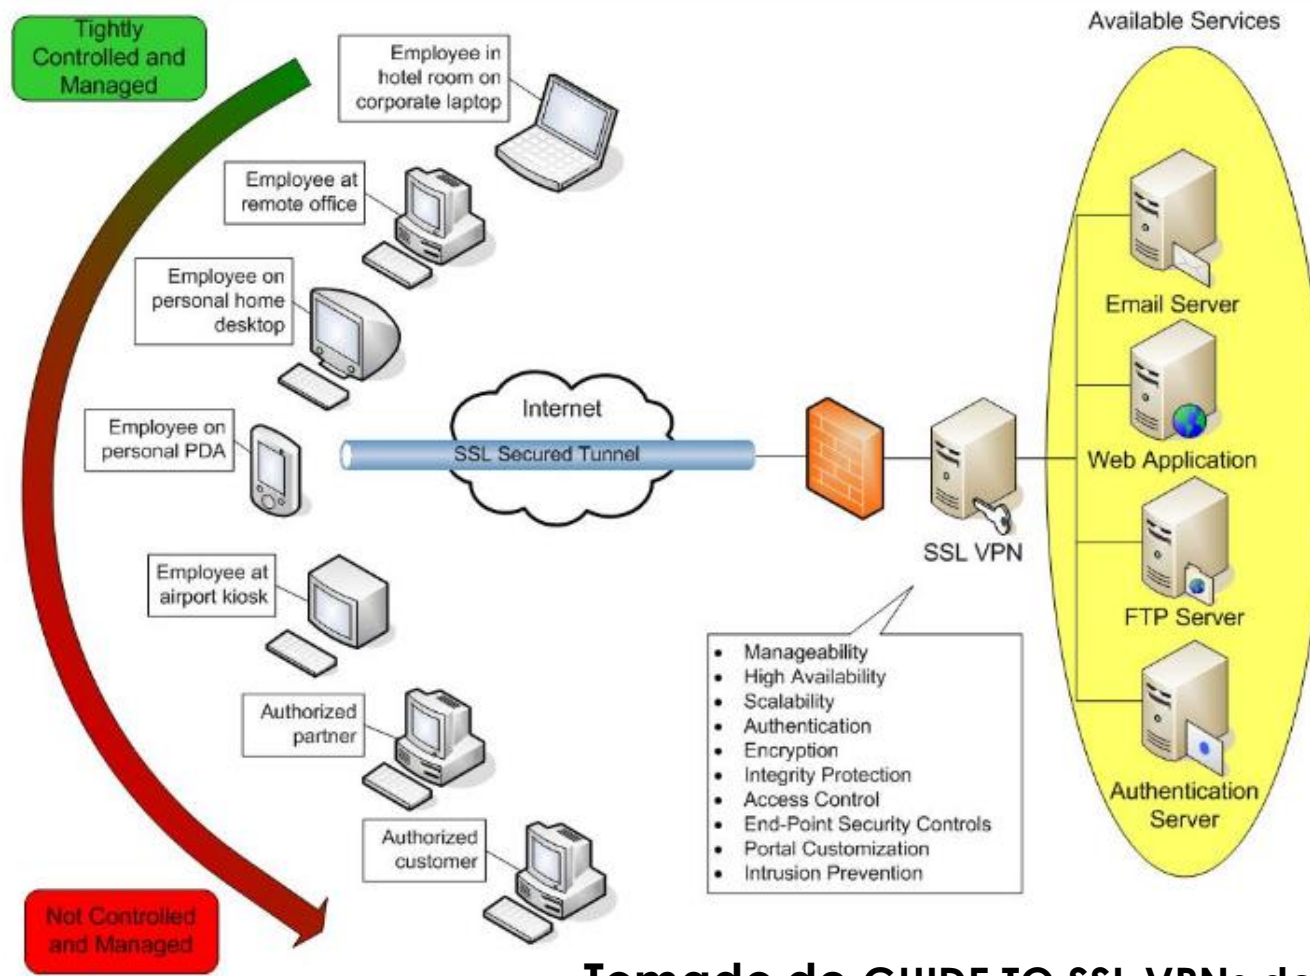 Tightly
Controlled and
Managed
Employee in
hotel room on
corporate laptop
Employee at
remote office
Employee on
personal home
desktop
Employee on
personal PDA
Employee at
airport kiosk
Authorized
partner
Authorized
customer
Not Controlled
and Managed
Internet
SSL Secured Tunnel
SSL VPN
• Manageability
• High Availability
• Scalability
• Authentication
• Encryption
• Integrity Protection
• Access Control
• End-Point Security Controls
• Portal Customization
• Intrusion Prevention
Available Services
Email Server
Web Application
FTP Server
Authentication
Server
Tomado de GUIDE TO SSL VPNs de